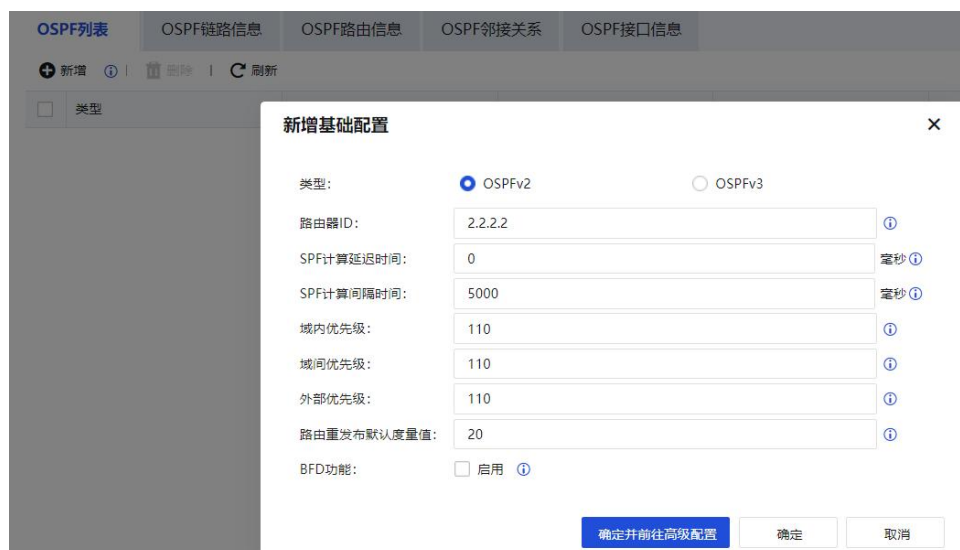 OSPF列表 OSPF链路信息 OSPF路由信息 OSPF邻接关系 OSPF接口信息
新增 | 删除 | 刷新
类型
新增基础配置
类型: OSPFv2 OSPFv3
路由器ID: 2.2.2.2
SPF计算延迟时间: 0 毫秒
SPF计算间隔时间: 5000 毫秒
域内优先级: 110
域间优先级: 110
外部优先级: 110
路由重发布默认度量值: 20
BFD功能: 启用
确定并前往高级配置 确定 取消